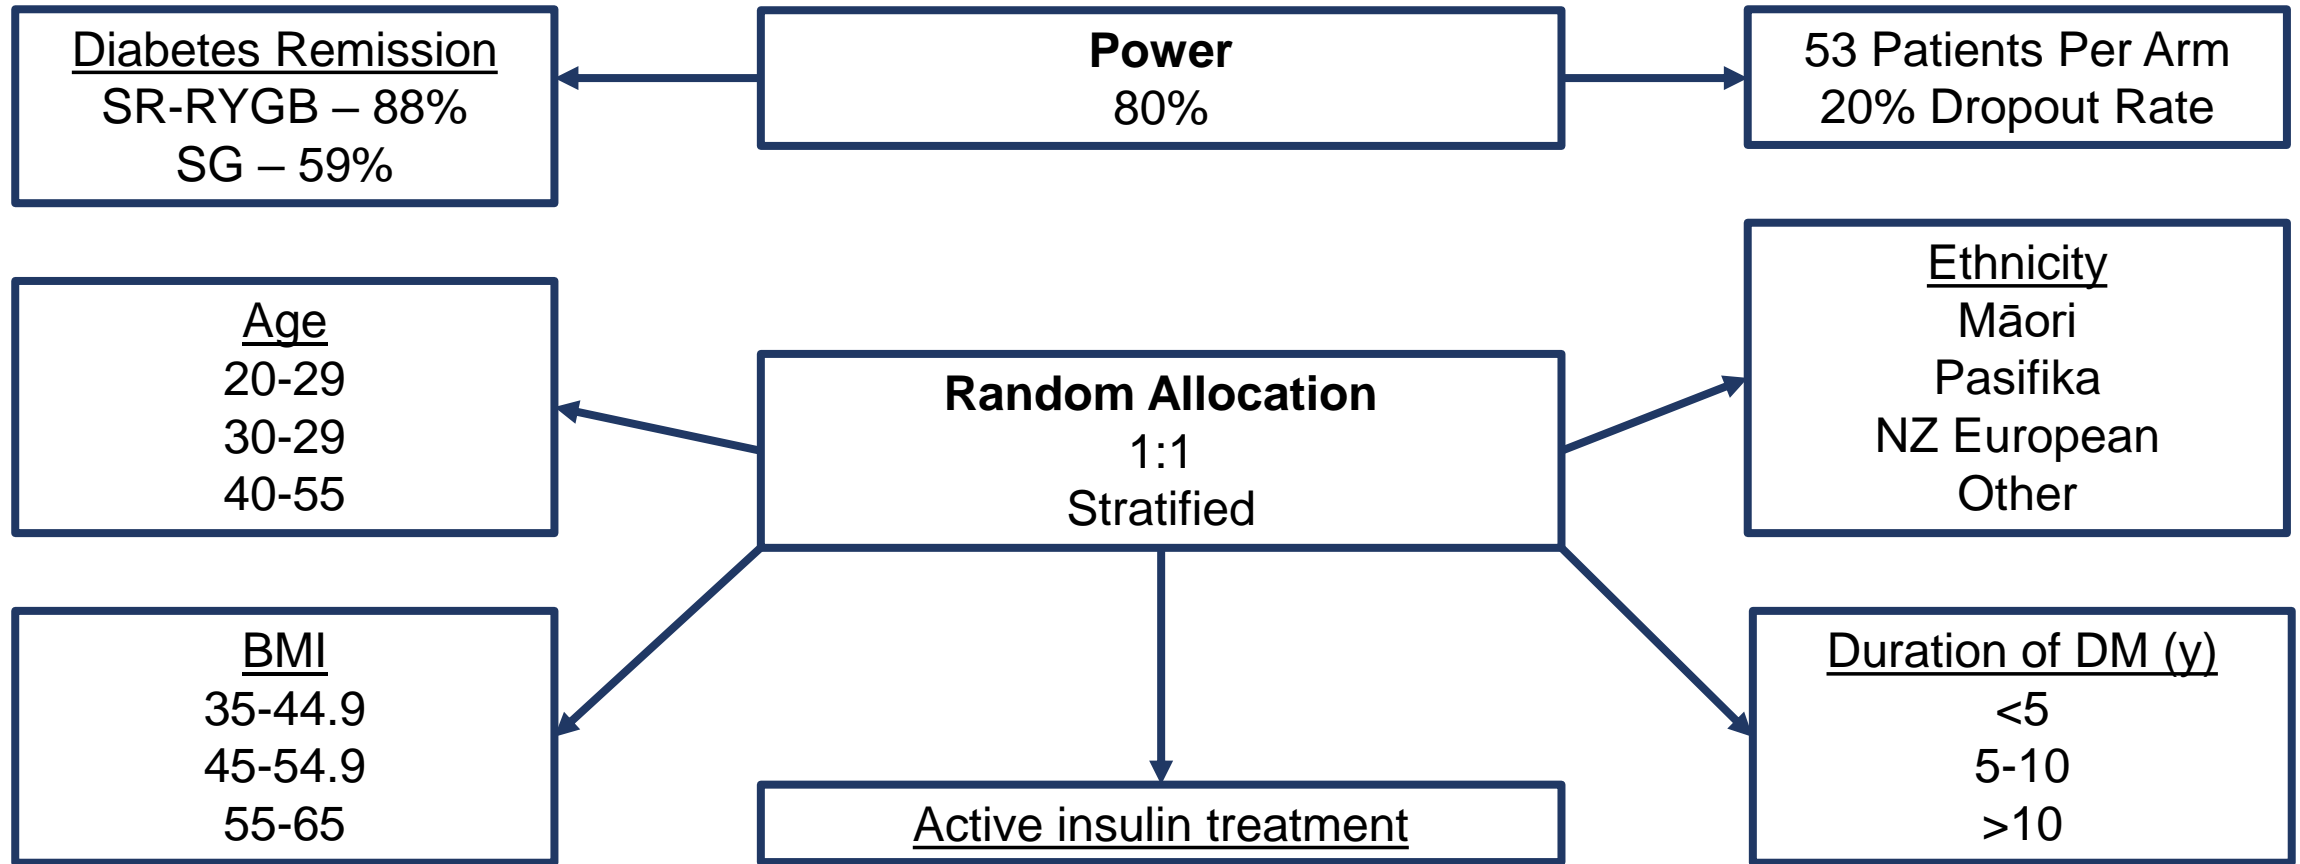 Diabetes Remission
SR-RYGB – 88%
SG – 59%
Power
80%
53 Patients Per Arm
20% Dropout Rate
Age
20-29
30-29
40-55
Random Allocation
1:1
Stratified
Ethnicity
Māori
Pasifika
NZ European
Other
BMI
35-44.9
45-54.9
55-65
Active insulin treatment
Duration of DM (y)
<5
5-10
>10